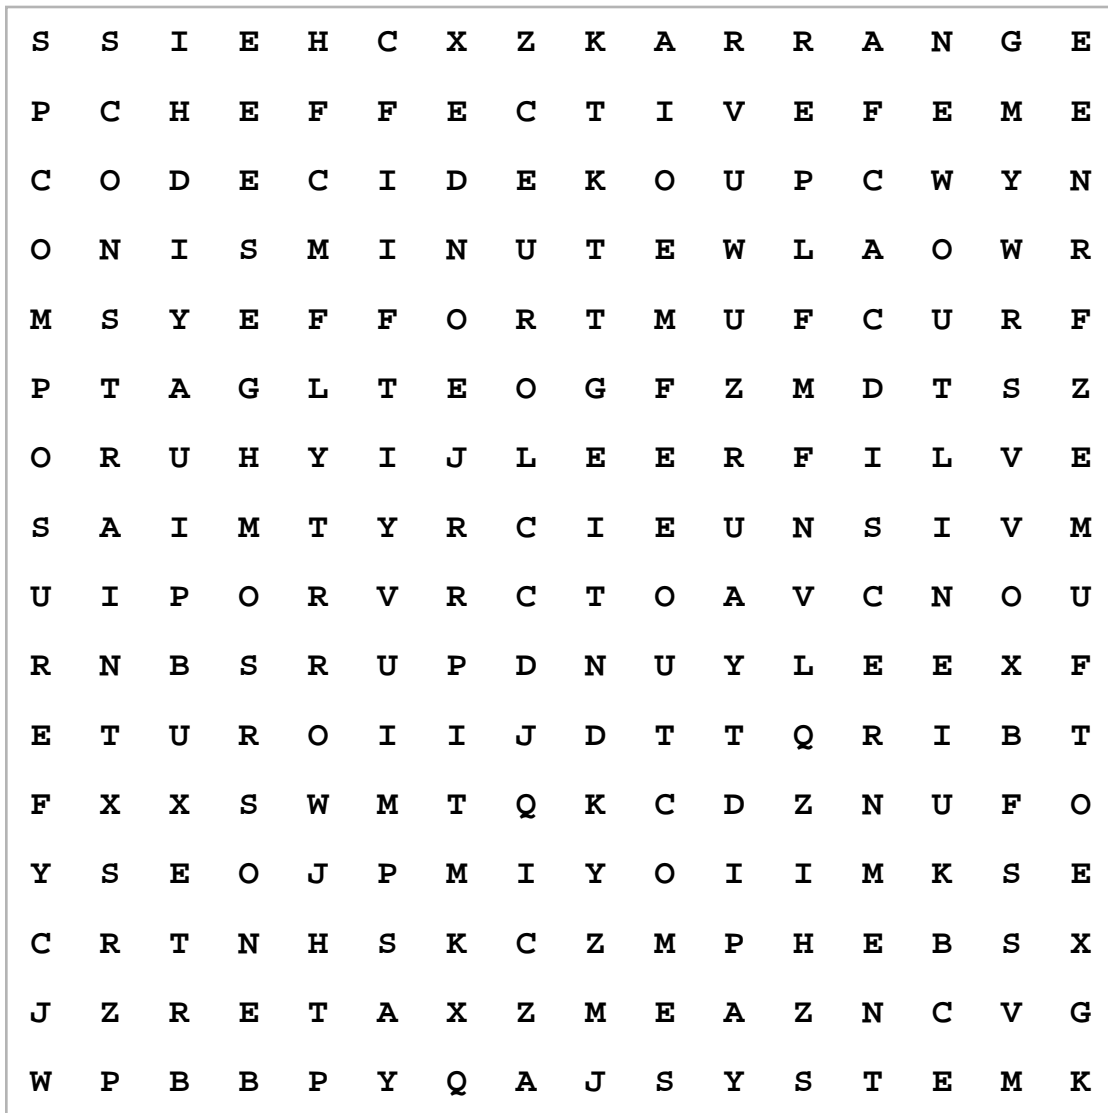 S S I E H C X Z K A R R A N G E
P C H E F F E C T I V E F E M E
C O D E C I D E K O U P C W Y N
O N I S M I N U T E W L A O W R
M S Y E F F O R T M U F C U R F
P T A G L T E O G F Z M D T S Z
O R U H Y I J L E E R F I L V E
S A I M T Y R C I E U N S I V M
U I P O R V R C T O A V C N O U
R N B S R U P D N U Y L E E X F
E T U R O I I J D T T Q R I B T
F X X S W M T Q K C D Z N U F O
Y S E O J P M I Y O I I M K S E
C R T N H S K C Z M P H E B S X
J Z R E T A X Z M E A Z N C V G
W P B B P Y Q A J S Y S T E M K